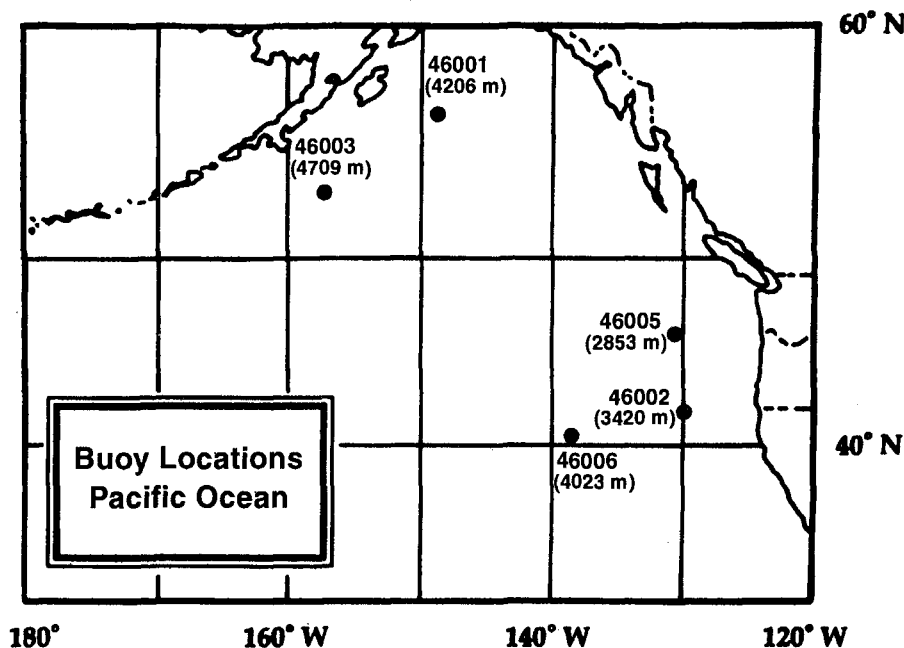 60° N
46001
(4206 m)
46003
(4709 m)
46005
(2853 m)
46002
(3420 m)
40° N
46006
(4023 m)
Buoy Locations
Pacific Ocean
180°
160° W
140° W
120° W